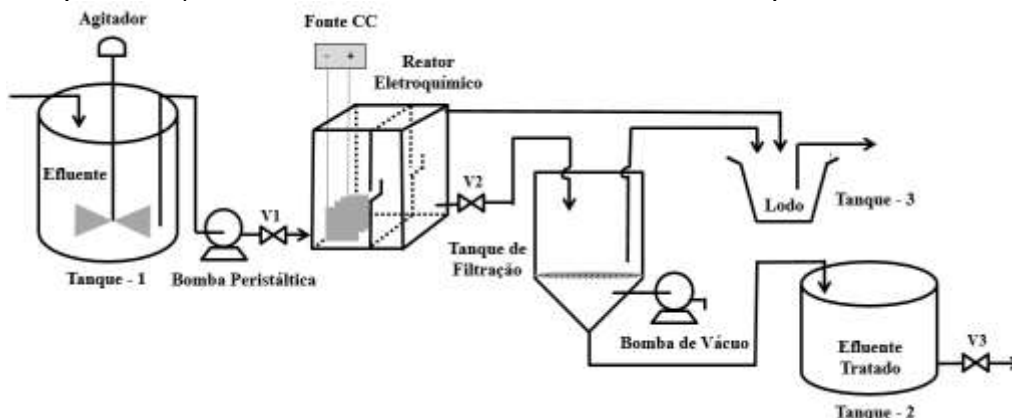 Agitador
Fonte CC
- +
Reator
Eletroquímico
Efluente
V1
V2
Lodo
Tanque - 3
Tanque - 1
Bomba Peristáltica
Tanque de
Filtração
Bomba de Vácuo
Efluente
Tratado
V3
Tanque - 2